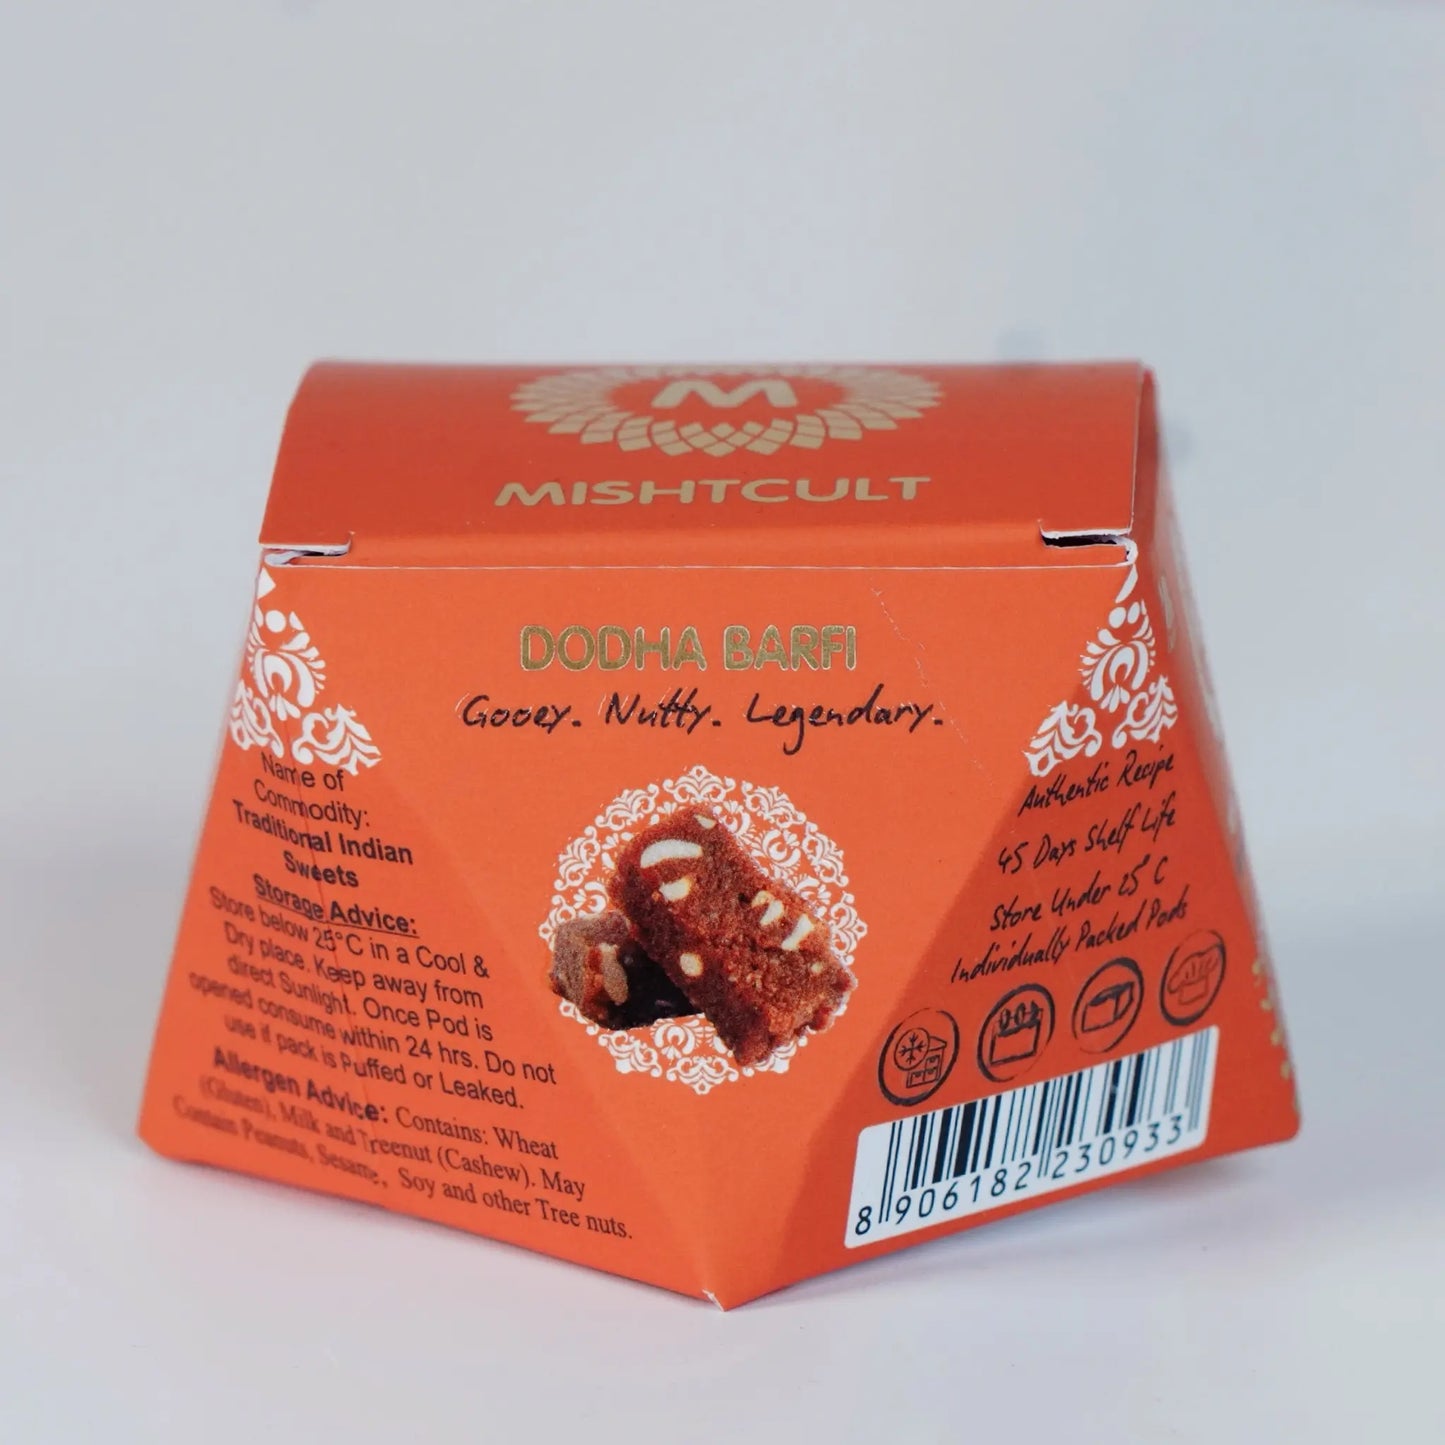 M
MISHTCULT
DODHA BARFI
Gooey. Nutty. Legendary.
Name of
Commodity:
Traditional Indian
Sweets
Storage Advice:
Store below 25°C in a Cool &
Dry place. Keep away from
direct Sunlight. Once Pod is
opened consume within 24 hrs. Do not
use if pack is Puffed or Leaked.
Allergen Advice: Contains: Wheat
(Gluten), Milk and Treenut (Cashew). May
Contain Peanuts, Sesame, Soy and other Tree nuts.
Authentic Recipe
45 Days Shelf Life
Store Under 25° C
Individually Packed Pods
8 906182 230933